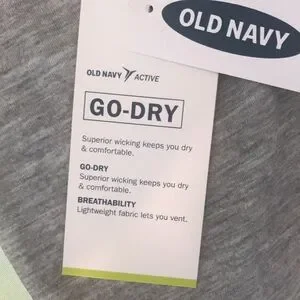 OLD NAVY
OLD NAVY ACTIVE
GO-DRY
Superior wicking keeps you dry
& comfortable.
GO-DRY
Superior wicking keeps you dry
& comfortable.
BREATHABILITY
Lightweight fabric lets you vent.